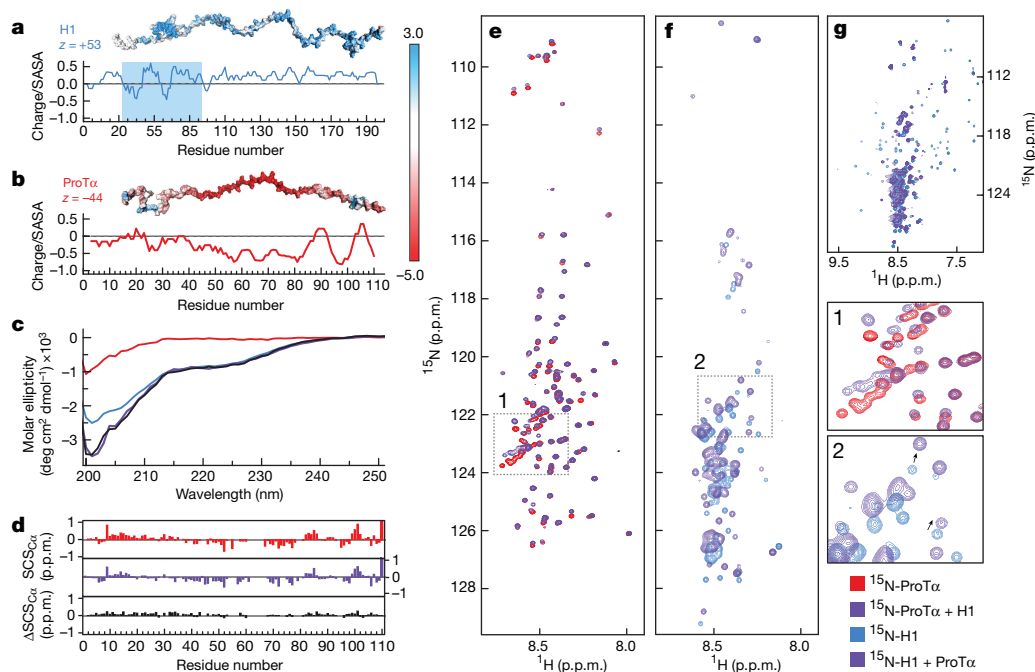 a
H1
z = +53
Charge/SASA
0.5
0.0
−0.5
−1.0
0 20 55 85 110 130 150 170 190
Residue number
3.0
−5.0
b
ProTα
z = −44
Charge/SASA
0.5
0
−0.5
−1.0
0 10 20 30 40 50 60 70 80 90 100 110
Residue number
c
Molar ellipticity
(deg cm² dmol⁻¹) ×10³
0
−1
−2
−3
200 210 220 230 240 250
Wavelength (nm)
d
SCS_Cα
(p.p.m.)
1
0
−1
1
0
−1
ΔSCS_Cα
(p.p.m.)
1
0
−1
0 10 20 30 40 50 60 70 80 90 100 110
Residue number
e
¹⁵N (p.p.m.)
110
112
114
116
118
120
122
124
126
128
1
8.5 8.0
¹H (p.p.m.)
f
2
8.5 8.0
¹H (p.p.m.)
g
112
118
124
¹⁵N (p.p.m.)
9.5 8.5 7.5
¹H (p.p.m.)
1
2
¹⁵N-ProTα
¹⁵N-ProTα + H1
¹⁵N-H1
¹⁵N-H1 + ProTα